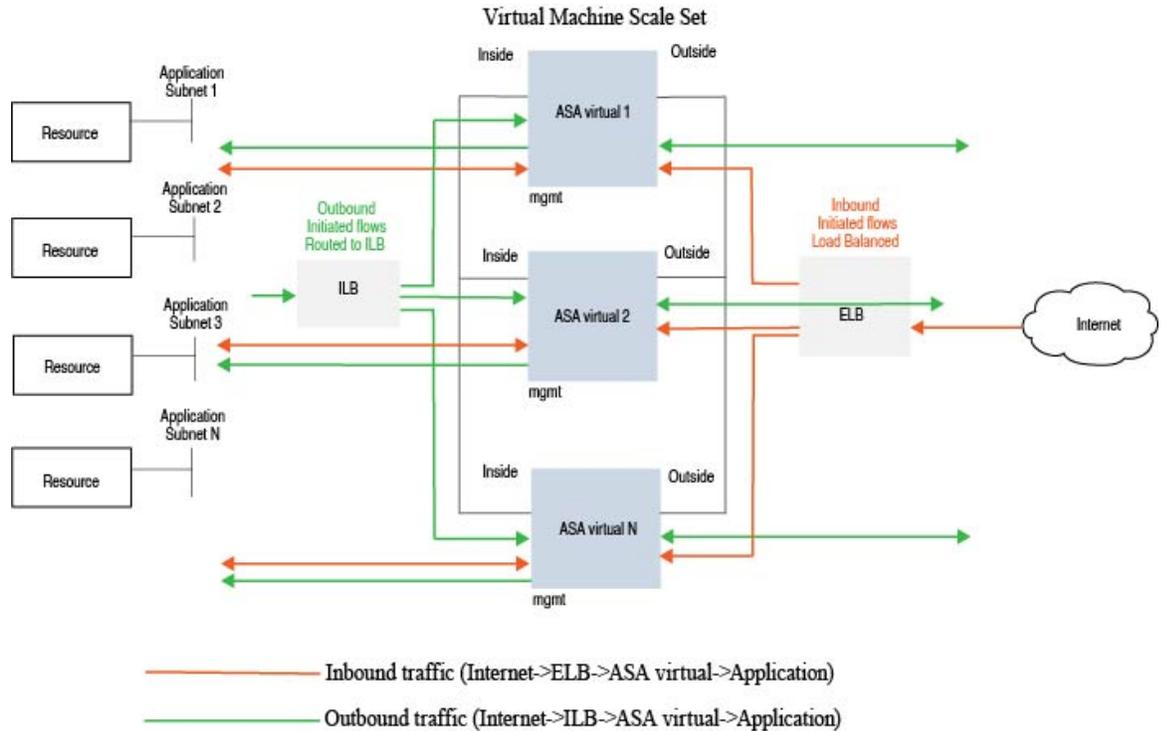 Virtual Machine Scale Set
Inside
Outside
Application
Subnet 1
Resource
ASA virtual 1
mgmt
Application
Subnet 2
Resource
Outbound
Initiated flows
Routed to ILB
ILB
Inside
Outside
ASA virtual 2
mgmt
Inbound
Initiated flows
Load Balanced
ELB
Internet
Application
Subnet 3
Resource
Application
Subnet N
Resource
Inside
Outside
ASA virtual N
mgmt
Inbound traffic (Internet->ELB->ASA virtual->Application)
Outbound traffic (Internet->ILB->ASA virtual->Application)